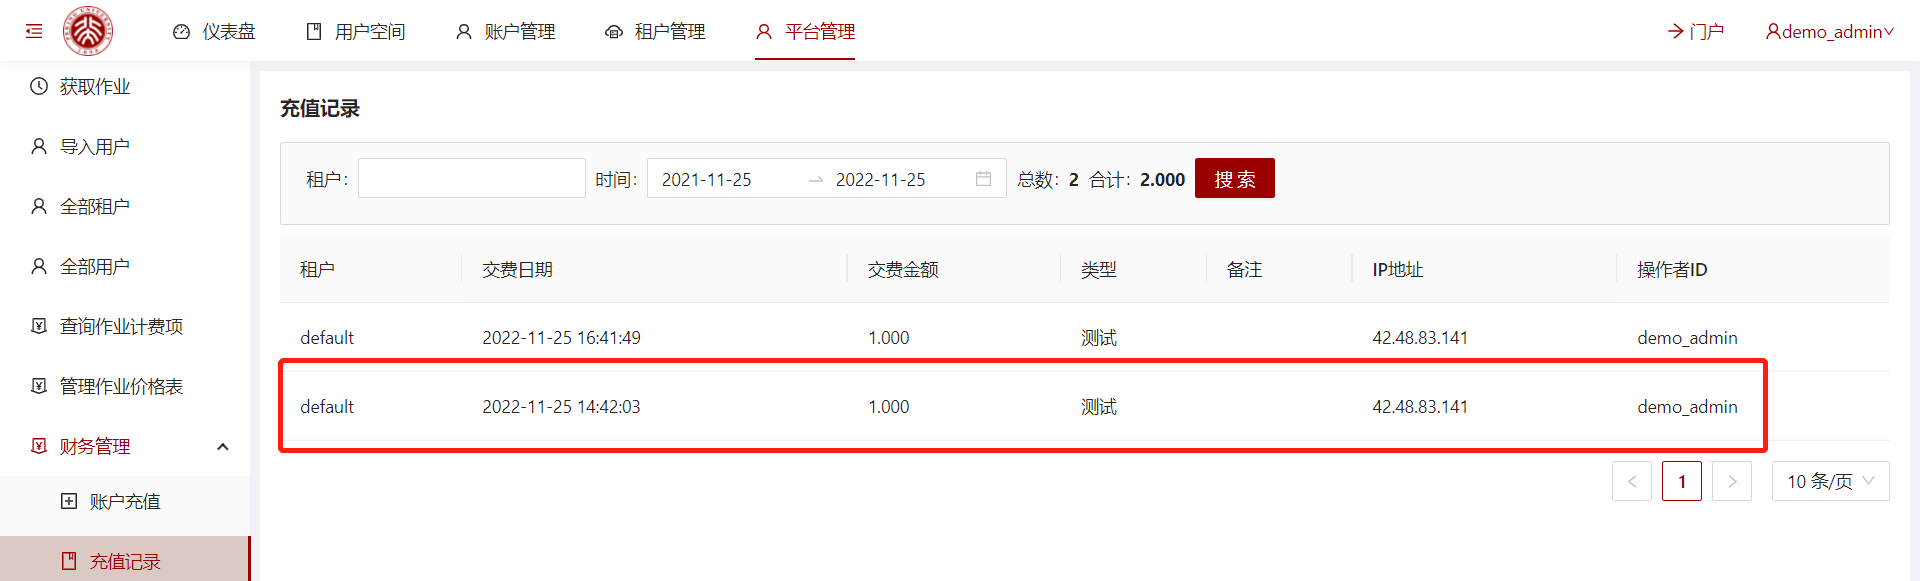 仪表盘 用户空间 账户管理 租户管理 平台管理 门户 demo_admin
获取作业
导入用户
全部租户
全部用户
查询作业计费项
管理作业价格表
财务管理
账户充值
充值记录
充值记录
租户： 时间： 2021-11-25 → 2022-11-25 总数：2 合计：2.000 搜 索
租户 交费日期 交费金额 类型 备注 IP地址 操作者ID
default 2022-11-25 16:41:49 1.000 测试 42.48.83.141 demo_admin
default 2022-11-25 14:42:03 1.000 测试 42.48.83.141 demo_admin
< 1 > 10 条/页